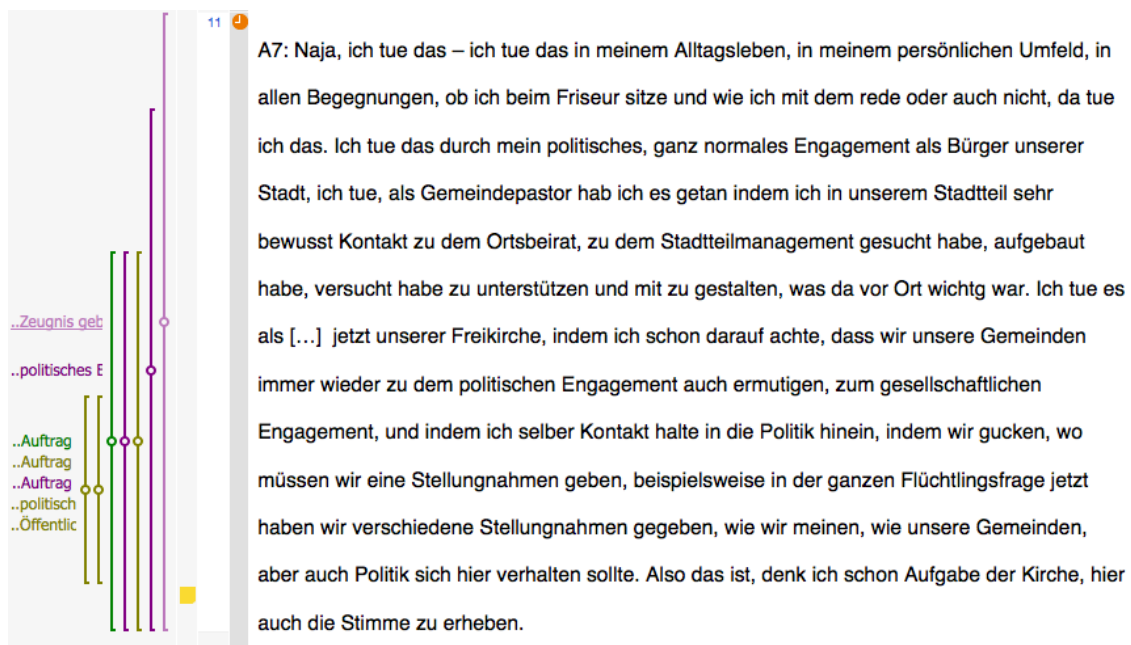 11
A7: Naja, ich tue das – ich tue das in meinem Alltagsleben, in meinem persönlichen Umfeld, in
allen Begegnungen, ob ich beim Friseur sitze und wie ich mit dem rede oder auch nicht, da tue
ich das. Ich tue das durch mein politisches, ganz normales Engagement als Bürger unserer
Stadt, ich tue, als Gemeindepastor hab ich es getan indem ich in unserem Stadtteil sehr
bewusst Kontakt zu dem Ortsbeirat, zu dem Stadtteilmanagement gesucht habe, aufgebaut
habe, versucht habe zu unterstützen und mit zu gestalten, was da vor Ort wichtg war. Ich tue es
als [...] jetzt unserer Freikirche, indem ich schon darauf achte, dass wir unsere Gemeinden
immer wieder zu dem politischen Engagement auch ermutigen, zum gesellschaftlichen
Engagement, und indem ich selber Kontakt halte in die Politik hinein, indem wir gucken, wo
müssen wir eine Stellungnahmen geben, beispielsweise in der ganzen Flüchtlingsfrage jetzt
haben wir verschiedene Stellungnahmen gegeben, wie wir meinen, wie unsere Gemeinden,
aber auch Politik sich hier verhalten sollte. Also das ist, denk ich schon Aufgabe der Kirche, hier
auch die Stimme zu erheben.
..Zeugnis geb
..politisches E
..Auftrag
..Auftrag
..Auftrag
..politisch
..Öffentlic